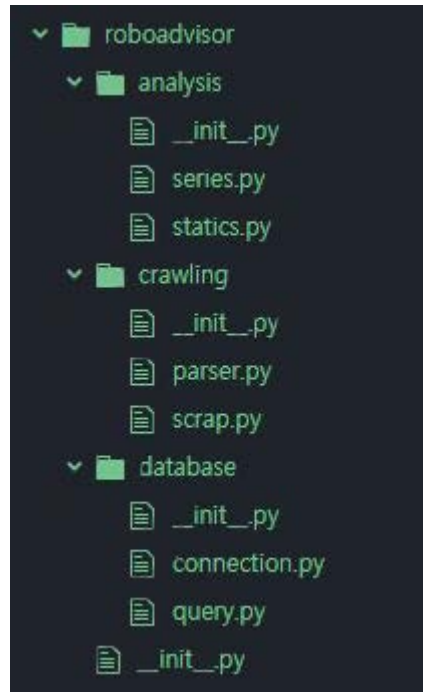 roboadvisor
analysis
__init__.py
series.py
statics.py
crawling
__init__.py
parser.py
scrap.py
database
__init__.py
connection.py
query.py
__init__.py